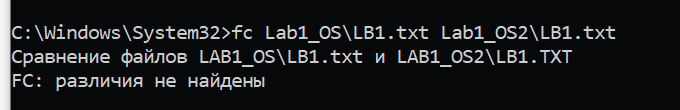 C:\Windows\System32>fc Lab1_OS\LB1.txt Lab1_OS2\LB1.txt
Сравнение файлов LAB1_OS\LB1.txt и LAB1_OS2\LB1.TXT
FC: различия не найдены